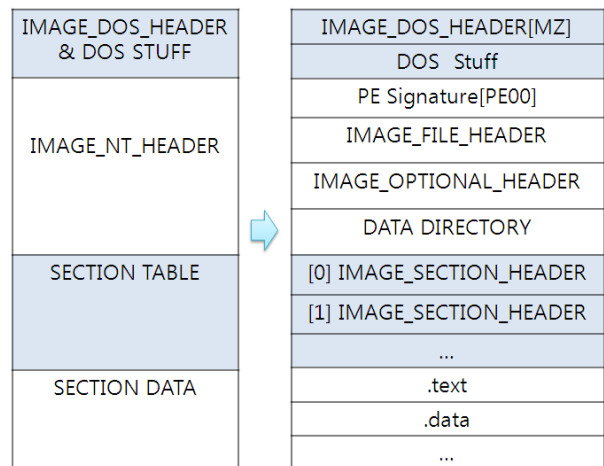 IMAGE_DOS_HEADER
& DOS STUFF
IMAGE_NT_HEADER
SECTION TABLE
SECTION DATA
IMAGE_DOS_HEADER[MZ]
DOS Stuff
PE Signature[PE00]
IMAGE_FILE_HEADER
IMAGE_OPTIONAL_HEADER
DATA DIRECTORY
[0] IMAGE_SECTION_HEADER
[1] IMAGE_SECTION_HEADER
...
.text
.data
...